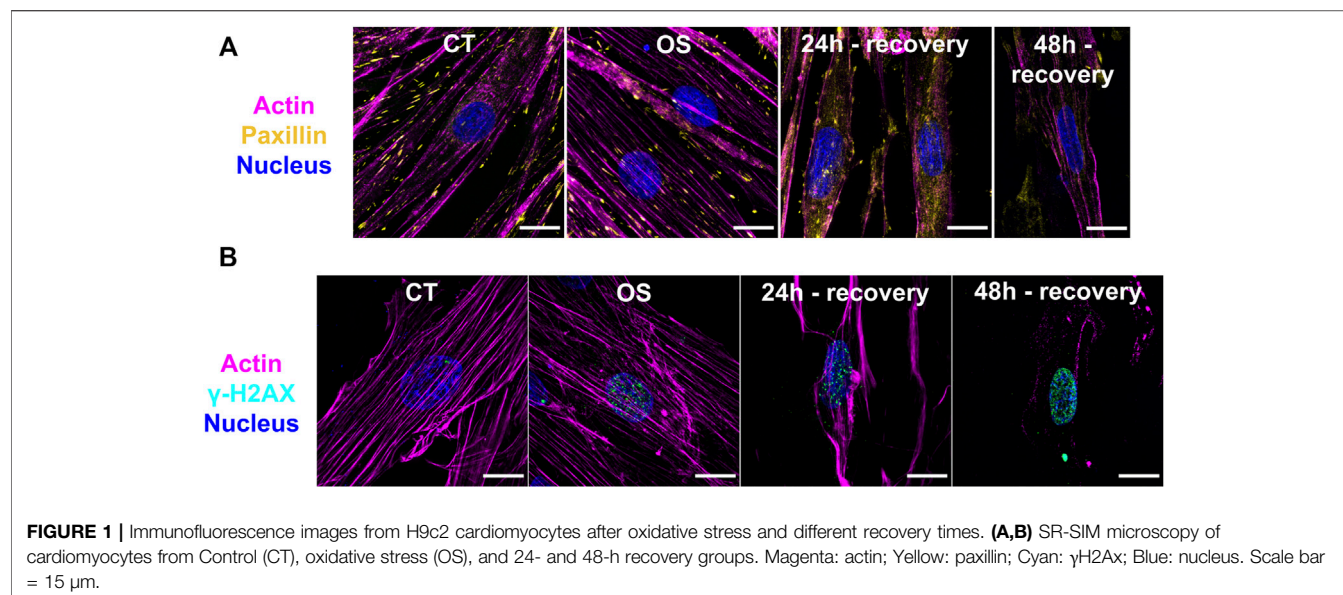 A
CT
OS
24h - recovery
48h -
recovery
Actin
Paxillin
Nucleus
B
CT
OS
24h - recovery
48h - recovery
Actin
γ-H2AX
Nucleus
FIGURE 1 | Immunofluorescence images from H9c2 cardiomyocytes after oxidative stress and different recovery times. (A,B) SR-SIM microscopy of
cardiomyocytes from Control (CT), oxidative stress (OS), and 24- and 48-h recovery groups. Magenta: actin; Yellow: paxillin; Cyan: γH2Ax; Blue: nucleus. Scale bar
= 15 µm.